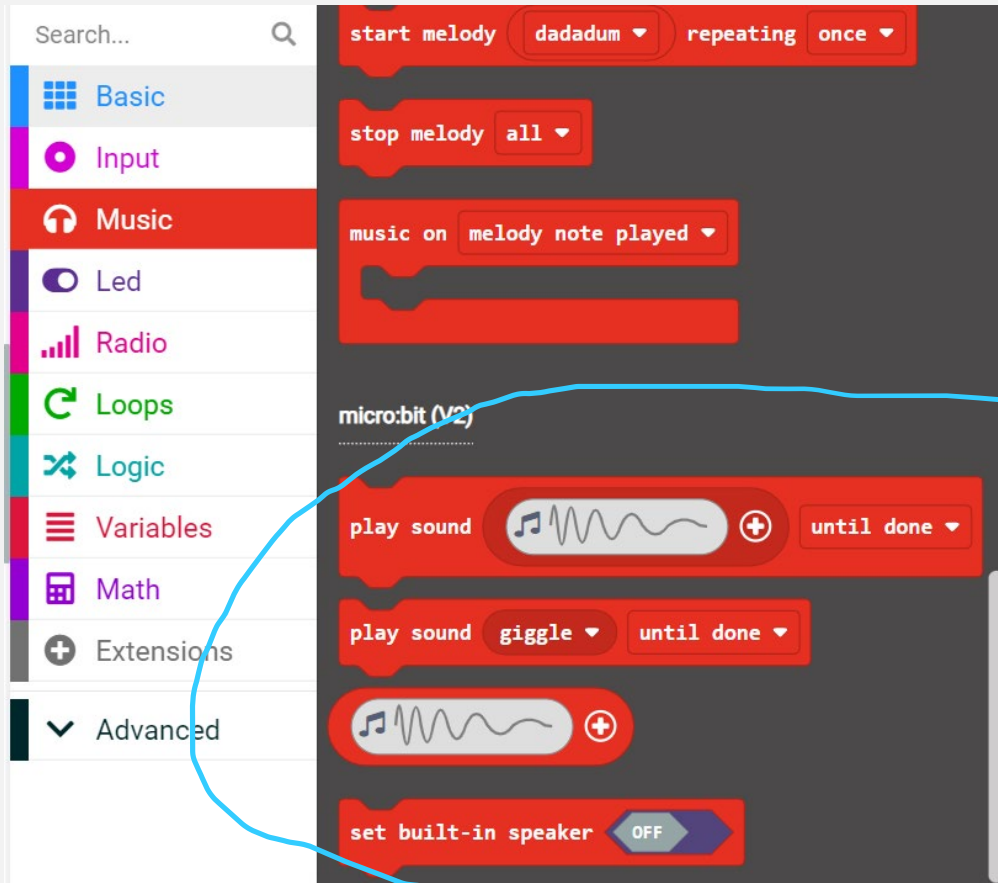 Search...
Basic
Input
Music
Led
Radio
Loops
Logic
Variables
Math
Extensions
Advanced
start melody dadadum repeating once
stop melody all
music on melody note played
micro:bit (V2)
play sound until done
play sound giggle until done
set built-in speaker OFF